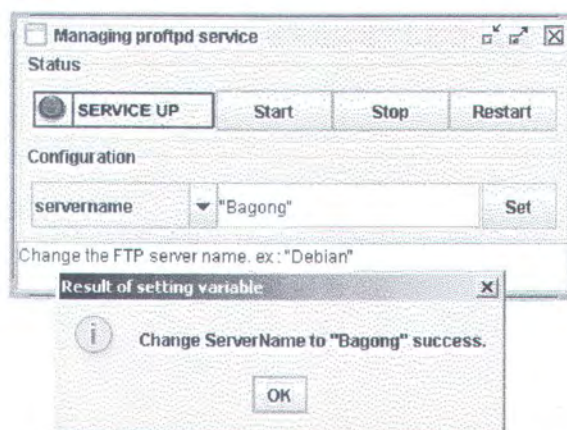 Managing proftpd service
Status
SERVICE UP Start Stop Restart
Configuration
servername "Bagong" Set
Change the FTP server name. ex : "Debian"
Result of setting variable
Change ServerName to "Bagong" success.
OK